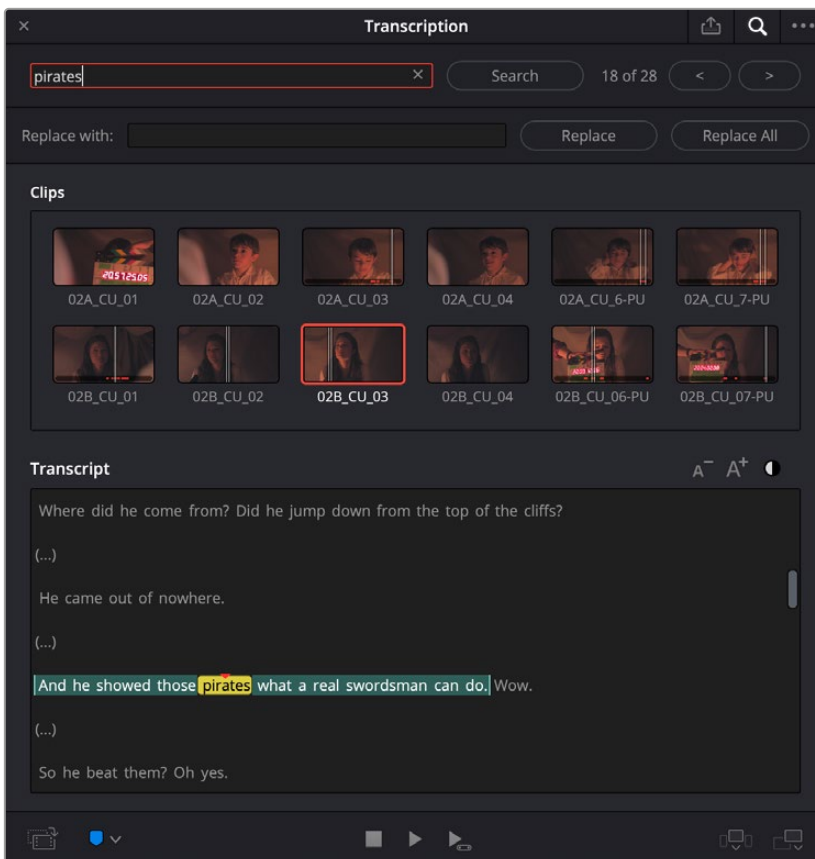 Transcription
pirates
Search
18 of 28
Replace with:
Replace
Replace All
Clips
02A_CU_01
02A_CU_02
02A_CU_03
02A_CU_04
02A_CU_6-PU
02A_CU_7-PU
02B_CU_01
02B_CU_02
02B_CU_03
02B_CU_04
02B_CU_06-PU
02B_CU_07-PU
Transcript
A- A+
Where did he come from? Did he jump down from the top of the cliffs?
(...)
He came out of nowhere.
(...)
And he showed those pirates what a real swordsman can do. Wow.
(...)
So he beat them? Oh yes.